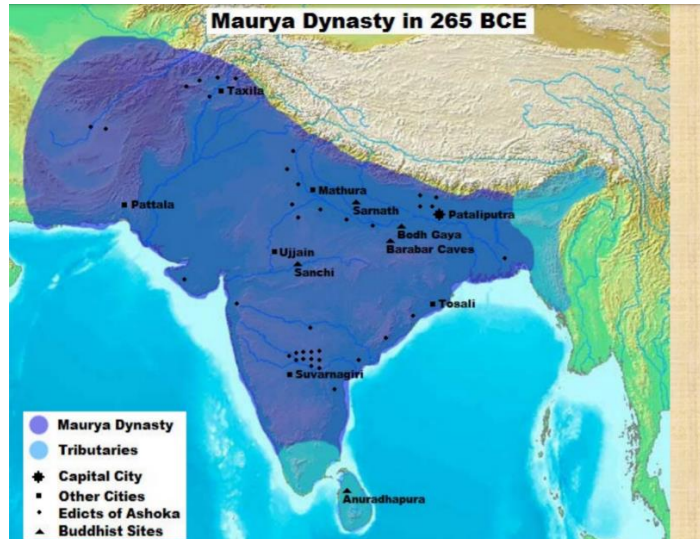 Maurya Dynasty in 265 BCE
Taxila
Pattala
Mathura
Sarnath
Pataliputra
Bodh Gaya
Barabar Caves
Ujjain
Sanchi
Tosali
Suvarnagiri
Anuradhapura
Maurya Dynasty
Tributaries
Capital City
Other Cities
Edicts of Ashoka
Buddhist Sites